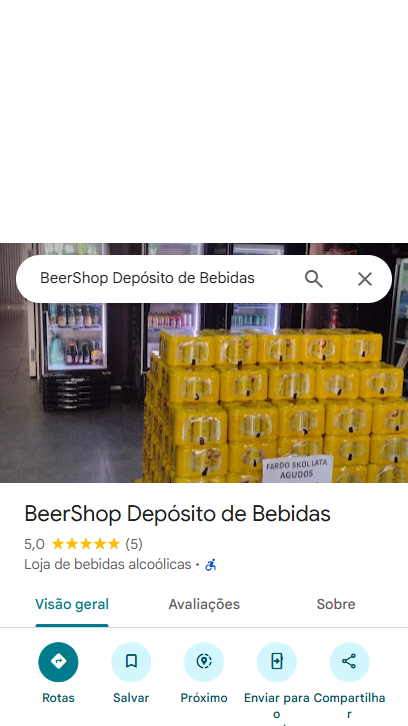 BeerShop Depósito de Bebidas
FARDO SKOL LATA
AGUDOS
BeerShop Depósito de Bebidas
5,0 ★★★★★ (5)
Loja de bebidas alcoólicas ·
Visão geral Avaliações Sobre
Rotas Salvar Próximo Enviar para o Compartilhar